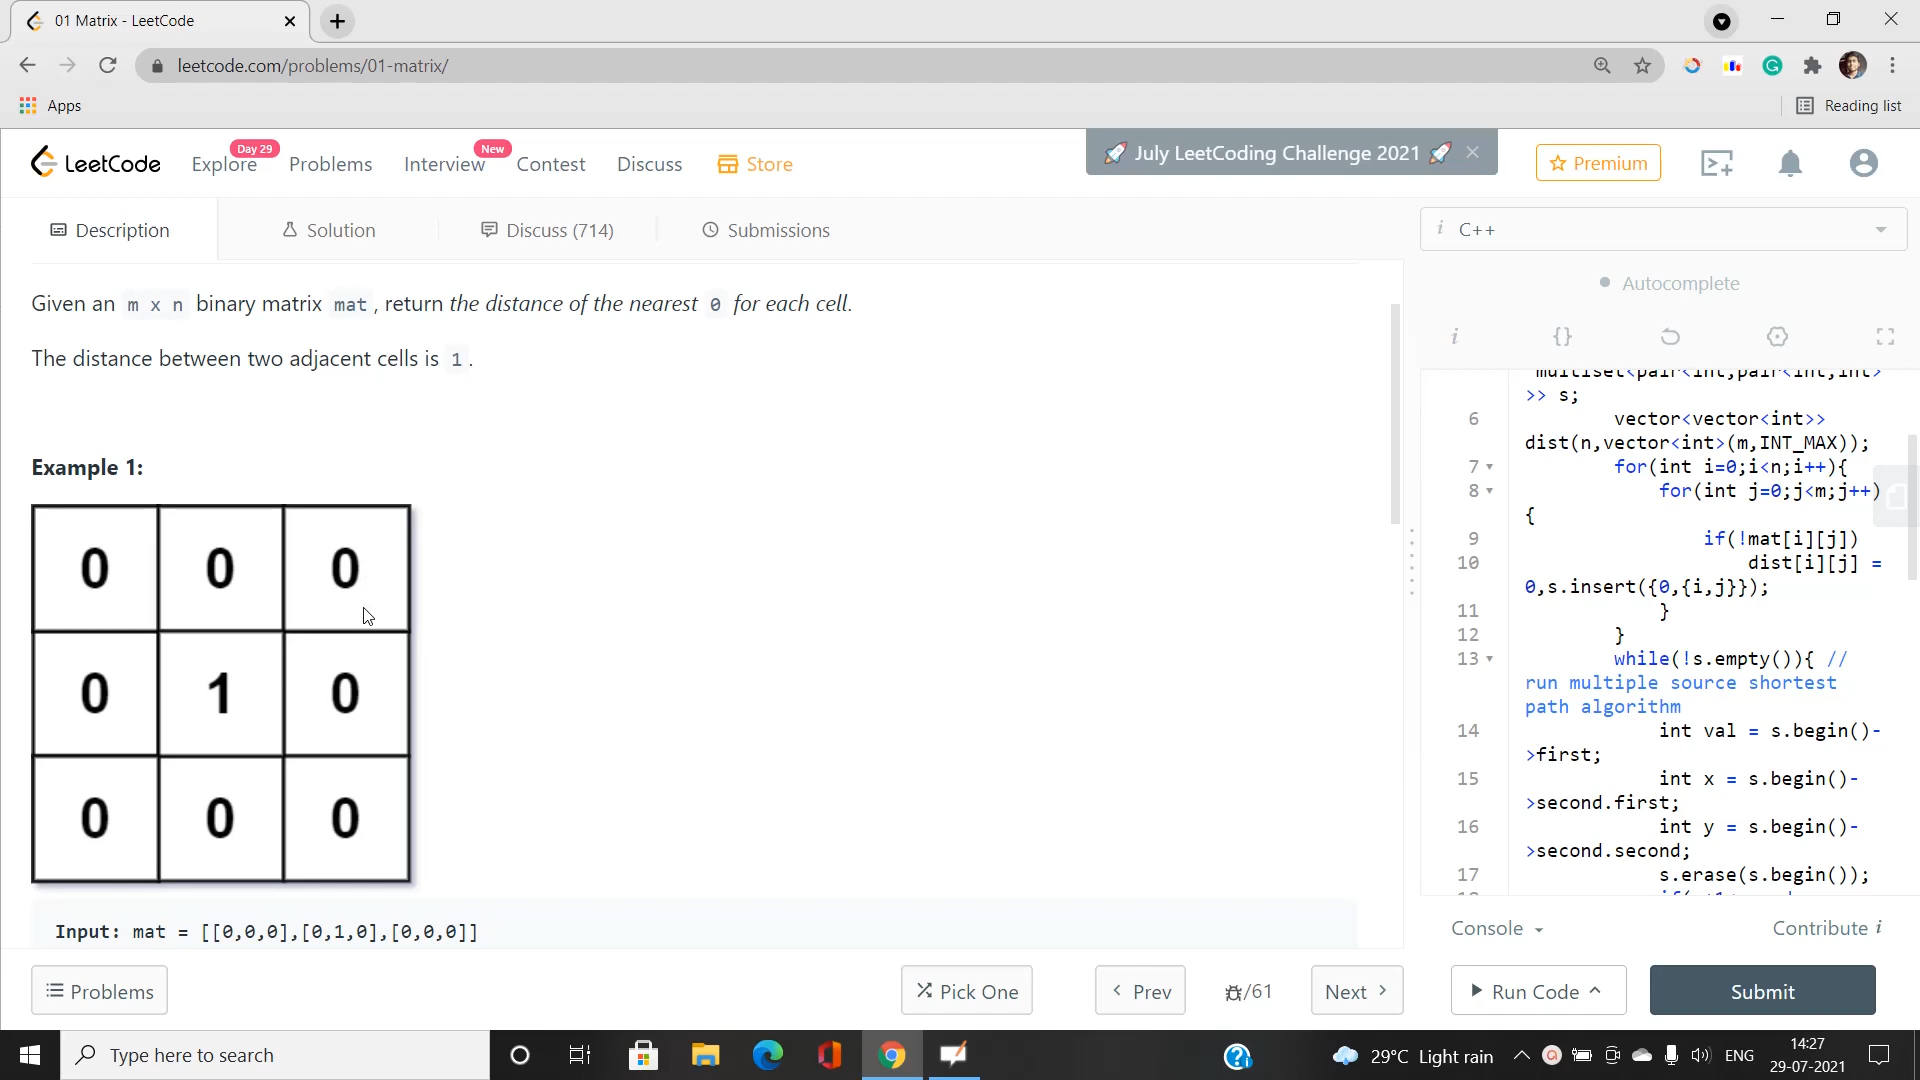 01 Matrix - LeetCode
leetcode.com/problems/01-matrix/
Apps
Reading list
LeetCode
Explore
Day 29
Problems
Interview
New
Contest
Discuss
Store
July LeetCoding Challenge 2021
Premium
Description
Solution
Discuss (714)
Submissions
i C++
Autocomplete
Given an m x n binary matrix mat, return the distance of the nearest 0 for each cell.
The distance between two adjacent cells is 1.
Example 1:
0 0 0
0 1 0
0 0 0
Input: mat = [[0,0,0],[0,1,0],[0,0,0]]
i {}
multiset<pair<int,pair<int,int>
>> s;
6 vector<vector<int>>
dist(n,vector<int>(m,INT_MAX));
7 for(int i=0;i<n;i++){
8 for(int j=0;j<m;j++)
{
9 if(!mat[i][j])
10 dist[i][j] =
0,s.insert({0,{i,j}});
11 }
12 }
13 while(!s.empty()){ //
run multiple source shortest
path algorithm
14 int val = s.begin()-
>first;
15 int x = s.begin()-
>second.first;
16 int y = s.begin()-
>second.second;
17 s.erase(s.begin());
Console
Contribute i
Problems
Pick One
Prev
/61
Next
Run Code
Submit
Type here to search
29°C Light rain
ENG
14:27
29-07-2021